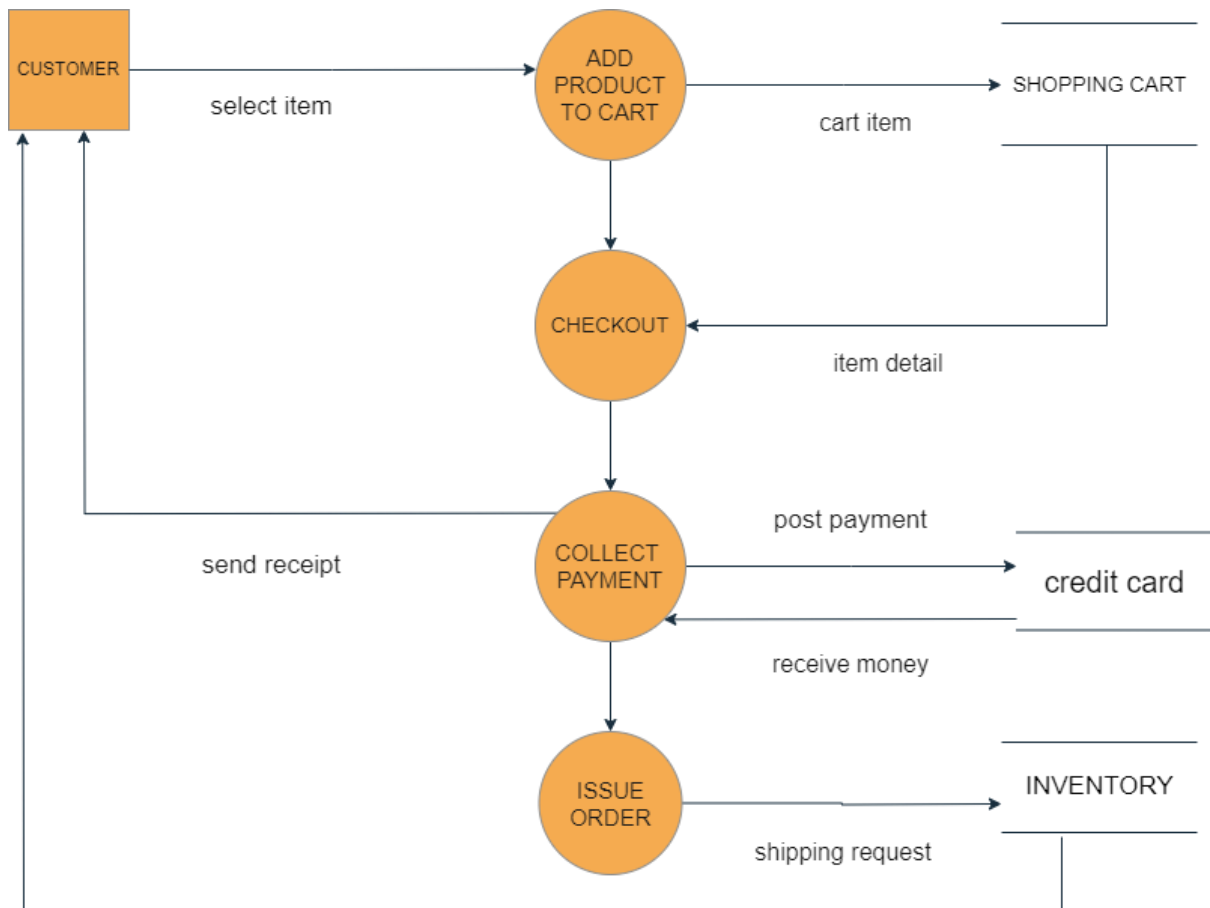 CUSTOMER
select item
ADD
PRODUCT
TO CART
cart item
SHOPPING CART
CHECKOUT
item detail
send receipt
COLLECT
PAYMENT
post payment
credit card
receive money
ISSUE
ORDER
shipping request
INVENTORY